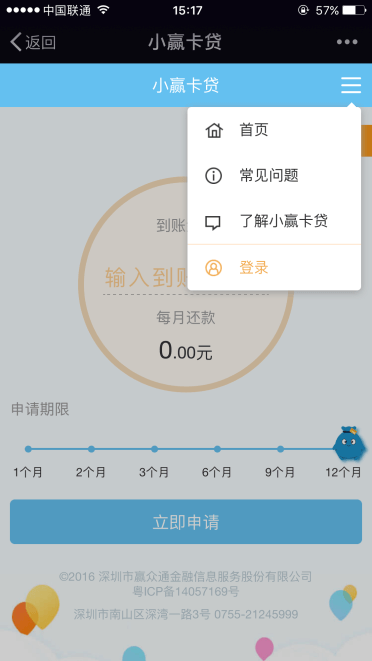 中国联通 15:17 57%
返回 小赢卡贷
小赢卡贷
首页
常见问题
了解小赢卡贷
登录
到账
输入到账
每月还款
0.00元
申请期限
1个月 2个月 3个月 6个月 9个月 12个月
立即申请
©2016 深圳市赢众通金融信息服务股份有限公司
粤ICP备14057169号
深圳市南山区深湾一路3号 0755-21245999